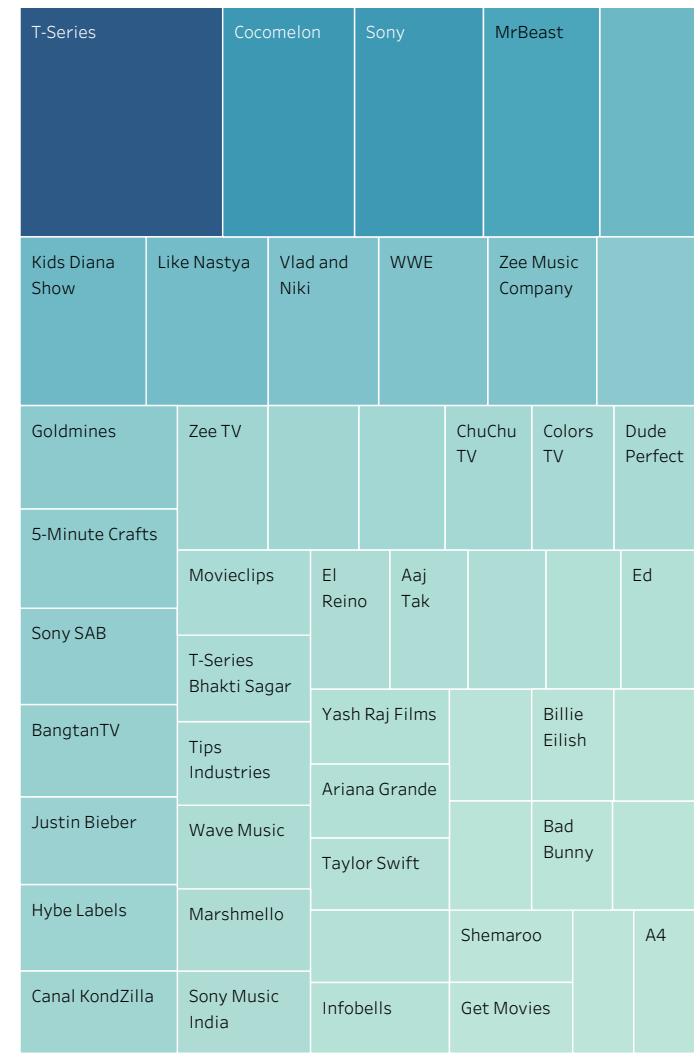 T-Series
Cocomelon
Sony
MrBeast
Kids Diana
Show
Like Nastya
Vlad and
Niki
WWE
Zee Music
Company
Goldmines
5-Minute Crafts
Sony SAB
BangtanTV
Justin Bieber
Hybe Labels
Canal KondZilla
Zee TV
ChuChu
TV
Colors
TV
Dude
Perfect
Movieclips
T-Series
Bhakti Sagar
Tips
Industries
Wave Music
Marshmello
Sony Music
India
El
Reino
Aaj
Tak
Ed
Yash Raj Films
Ariana Grande
Taylor Swift
Infobells
Billie
Eilish
Bad
Bunny
Shemaroo
Get Movies
A4